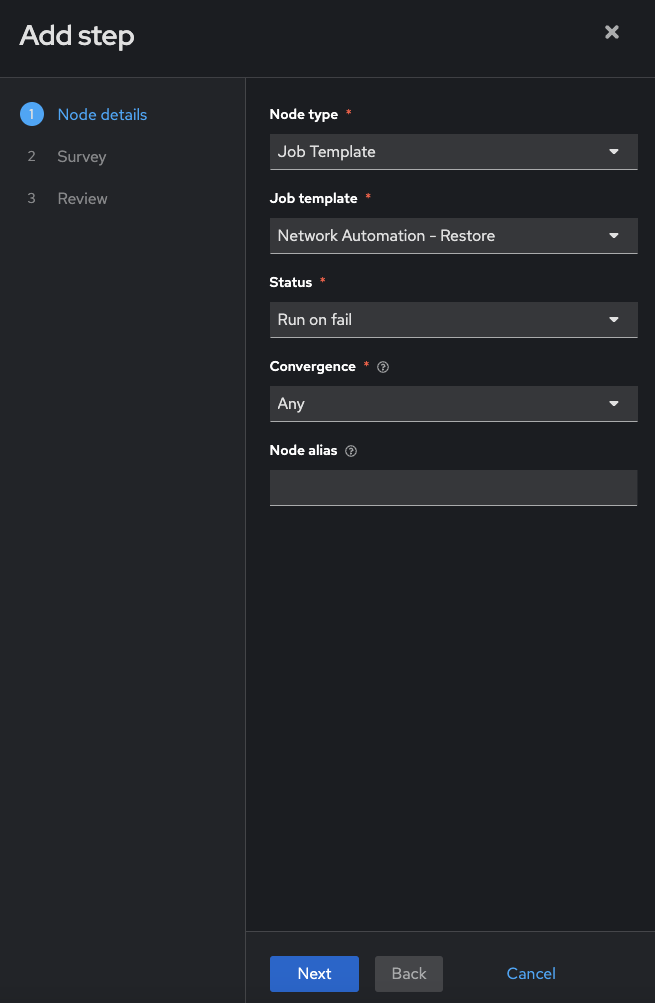 Add step
1 Node details
2 Survey
3 Review
Node type *
Job Template
Job template *
Network Automation - Restore
Status *
Run on fail
Convergence * ?
Any
Node alias ?
Next Back Cancel